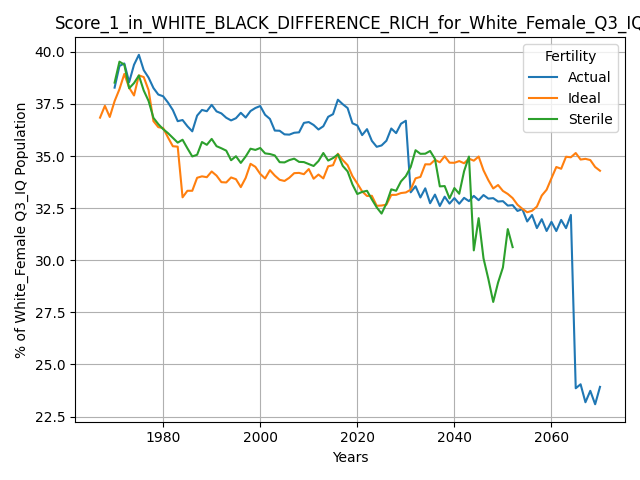 Score_1_in_WHITE_BLACK_DIFFERENCE_RICH_for_White_Female_Q3_IQ
Fertility
Actual
Ideal
Sterile
% of White_Female Q3_IQ Population
40.0
37.5
35.0
32.5
30.0
27.5
25.0
22.5
1980
2000
2020
2040
2060
Years